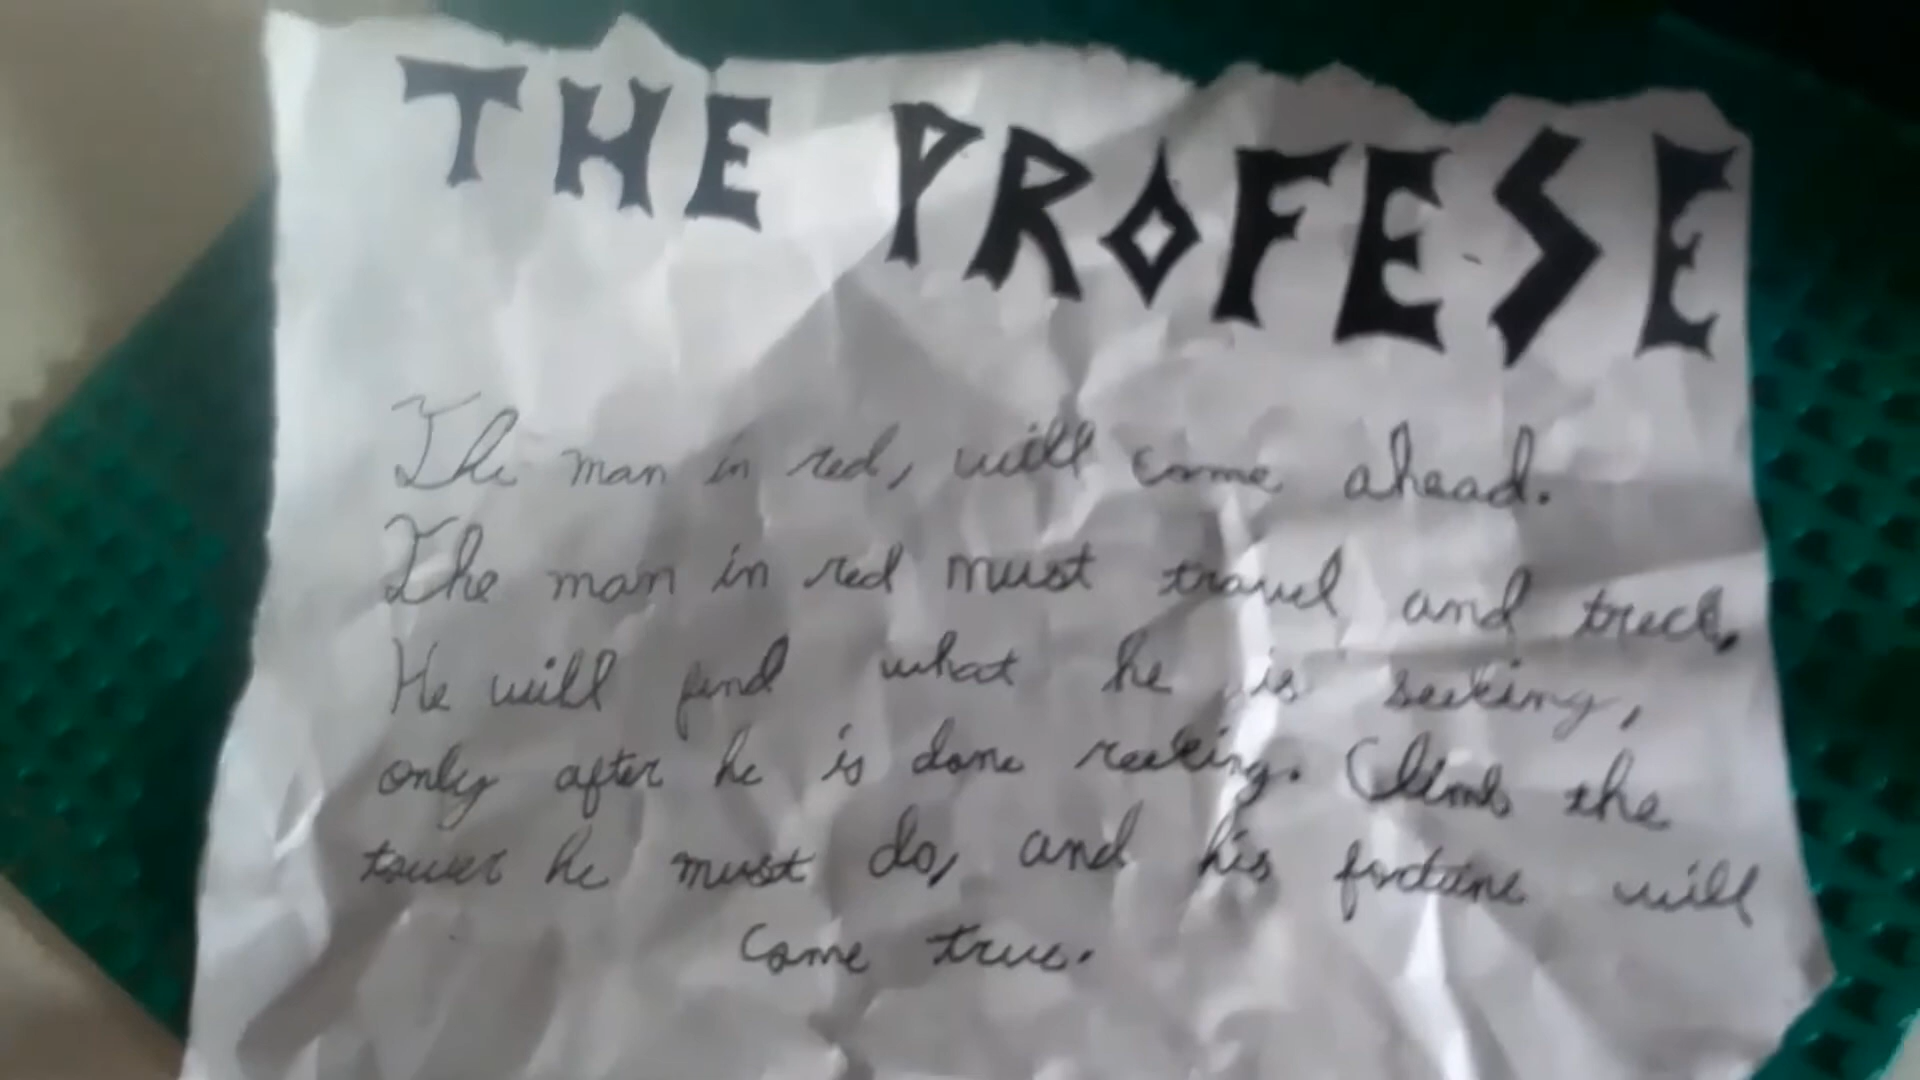 THE PROFESE
The man in red, will come ahead.
The man in red must travel and treck,
He will find what he is seeking,
only after he is done reeking. Climb the
tower he must do, and his fortune will
come true.